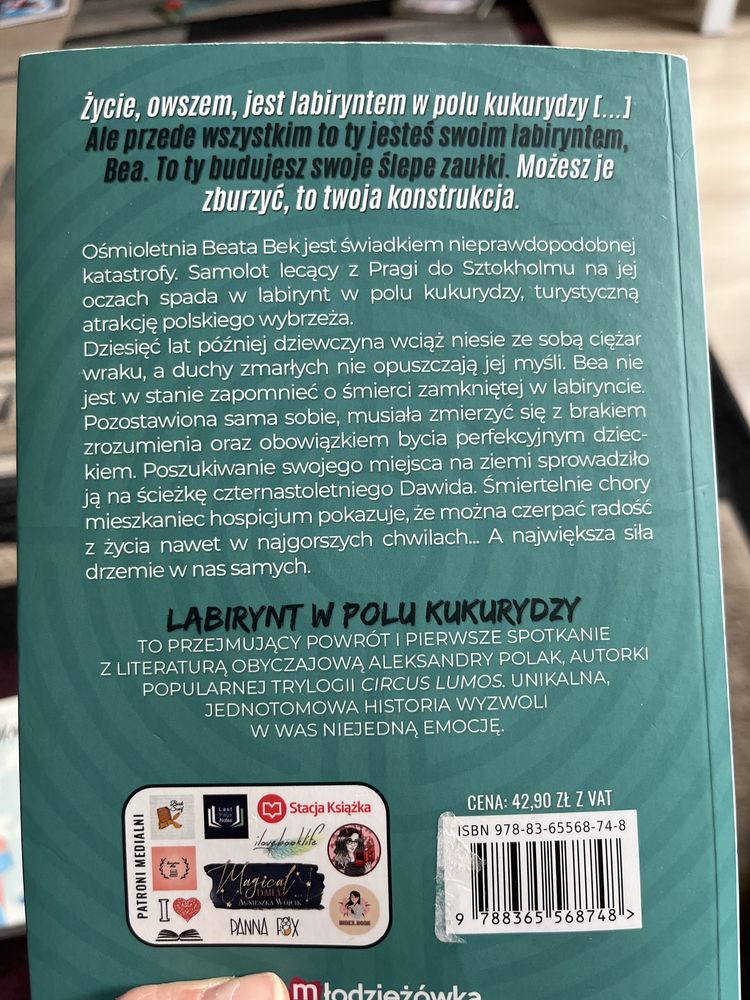 Życie, owszem, jest labiryntem w polu kukurydzy [...]
Ale przede wszystkim to ty jesteś swoim labiryntem,
Bea. To ty budujesz swoje ślepe zaułki. Możesz je
zburzyć, to twoja konstrukcja.
Ośmioletnia Beata Bek jest świadkiem nieprawdopodobnej
katastrofy. Samolot lecący z Pragi do Sztokholmu na jej
oczach spada w labirynt w polu kukurydzy, turystyczną
atrakcję polskiego wybrzeża.
Dziesięć lat później dziewczyna wciąż niesie ze sobą ciężar
wraku, a duchy zmarłych nie opuszczają jej myśli. Bea nie
jest w stanie zapomnieć o śmierci zamkniętej w labiryncie.
Pozostawiona sama sobie, musiała zmierzyć się z brakiem
zrozumienia oraz obowiązkiem bycia perfekcyjnym dziec-
kiem. Poszukiwanie swojego miejsca na ziemi sprowadziło
ją na ścieżkę czternastoletniego Dawida. Śmiertelnie chory
mieszkaniec hospicjum pokazuje, że można czerpać radość
z życia nawet w najgorszych chwilach... A największa siła
drzemie w nas samych.
LABIRYNT W POLU KUKURYDZY
TO PRZEJMUJĄCY POWRÓT I PIERWSZE SPOTKANIE
Z LITERATURĄ OBYCZAJOWĄ ALEKSANDRY POLAK, AUTORKI
POPULARNEJ TRYLOGII CIRCUS LUMOS. UNIKALNA,
JEDNOTOMOWA HISTORIA WYZWOLI
W WAS NIEJEDNĄ EMOCJĘ.
PATRONI MEDIALNI
Last
Page
Notes
Stacja Książka
ilovebooklife
Magical
DAILY
AGNIESZKA WÓJCIK
I
PANNA FOX
INDEX.BOOK
CENA: 42,90 ZŁ Z VAT
ISBN 978-83-65568-74-8
9 788365 568748 >
młodzieżówka